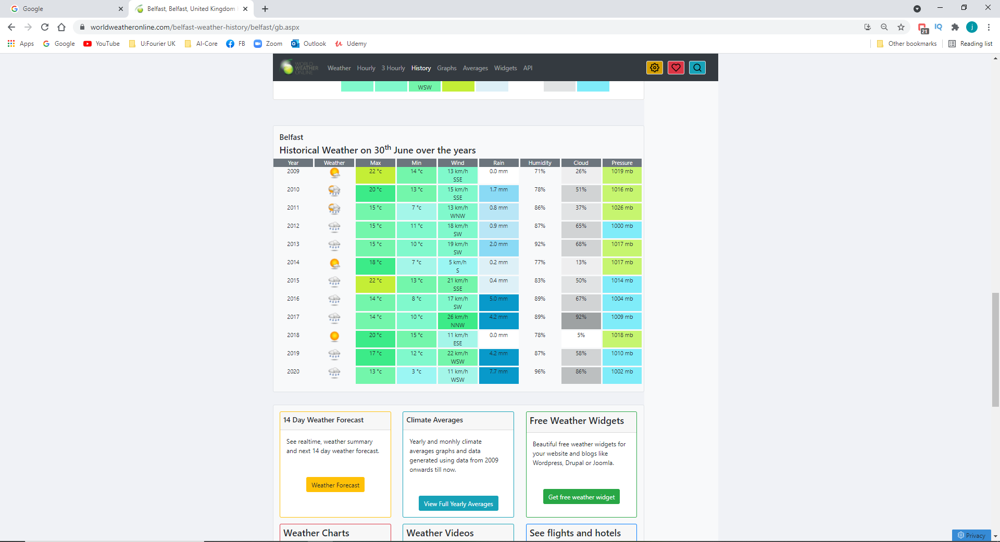 Google
Belfast, Belfast, United Kingdom
worldweatheronline.com/belfast-weather-history/belfast/gb.aspx
21
IQ
j
Apps Google YouTube U:Fourier UK AI-Core FB Zoom Outlook Udemy Other bookmarks Reading list
WORLD
WEATHER
ONLINE
Weather Hourly 3 Hourly History Graphs Averages Widgets API
WSW
Belfast
Historical Weather on 30th June over the years
Year Weather Max Min Wind Rain Humidity Cloud Pressure
2009 22 °c 14 °c 13 km/h 0.0 mm 71% 26% 1019 mb
SSE
2010 20 °c 13 °c 15 km/h 1.7 mm 78% 51% 1016 mb
SSE
2011 15 °c 7 °c 13 km/h 0.8 mm 86% 37% 1026 mb
WNW
2012 15 °c 11 °c 18 km/h 0.9 mm 87% 65% 1000 mb
SW
2013 15 °c 10 °c 19 km/h 2.0 mm 92% 68% 1017 mb
SW
2014 18 °c 7 °c 5 km/h 0.2 mm 77% 13% 1017 mb
S
2015 22 °c 13 °c 21 km/h 0.4 mm 83% 50% 1014 mb
SSE
2016 14 °c 8 °c 17 km/h 5.0 mm 89% 67% 1004 mb
SW
2017 14 °c 10 °c 26 km/h 4.2 mm 89% 92% 1009 mb
NNW
2018 20 °c 15 °c 11 km/h 0.0 mm 78% 5% 1018 mb
ESE
2019 17 °c 12 °c 22 km/h 4.2 mm 87% 58% 1010 mb
WSW
2020 13 °c 3 °c 11 km/h 7.7 mm 96% 86% 1002 mb
WSW
14 Day Weather Forecast
See realtime, weather summary
and next 14 day weather forecast.
Weather Forecast
Climate Averages
Yearly and monhly climate
averages graphs and data
generated using data from 2009
onwards till now.
View Full Yearly Averages
Free Weather Widgets
Beautiful free weather widgets for
your website and blogs like
Wordpress, Drupal or Joomla.
Get free weather widget
Weather Charts
Weather Videos
See flights and hotels
Privacy